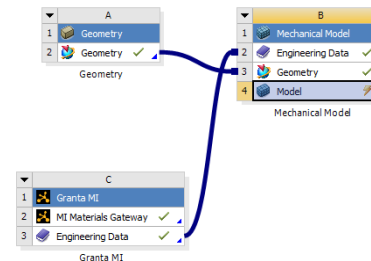 A
1 Geometry
2 Geometry
Geometry
B
1 Mechanical Model
2 Engineering Data
3 Geometry
4 Model
Mechanical Model
C
1 Granta MI
2 MI Materials Gateway
3 Engineering Data
Granta MI